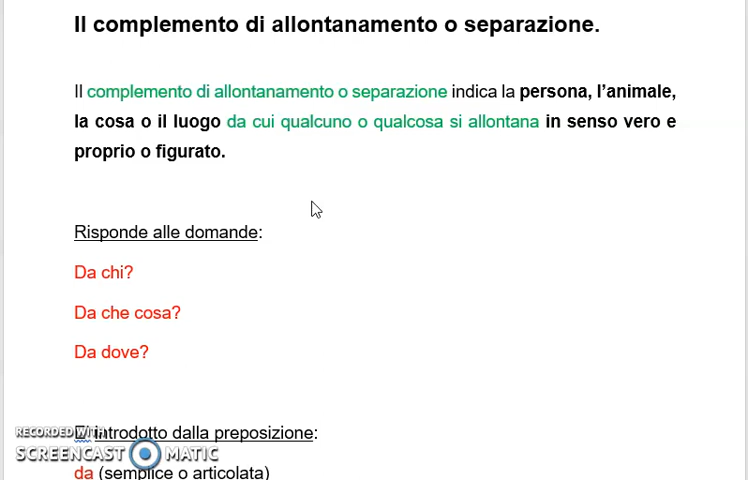 Il complemento di allontanamento o separazione.
Il complemento di allontanamento o separazione indica la persona, l’animale,
la cosa o il luogo da cui qualcuno o qualcosa si allontana in senso vero e
proprio o figurato.
Risponde alle domande:
Da chi?
Da che cosa?
Da dove?
E’ introdotto dalla preposizione:
RECORDED WITH
SCREENCAST MATIC
da (semplice o articolata)